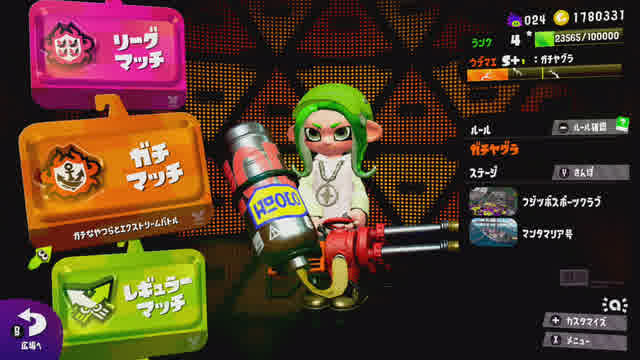 リーグ
マッチ
ガチ
マッチ
ガチなやつらとエクストリームバトル
レギュラー
マッチ
B
広場へ
024
1780331
ランク 4* 23565/100000
ウデマエ S+ : ガチヤグラ
ルール ー ルール確認
ガチヤグラ
ステージ Y さんぽ
フジツボスポーツクラブ
マンタマリア号
+ カスタマイズ
X メニュー